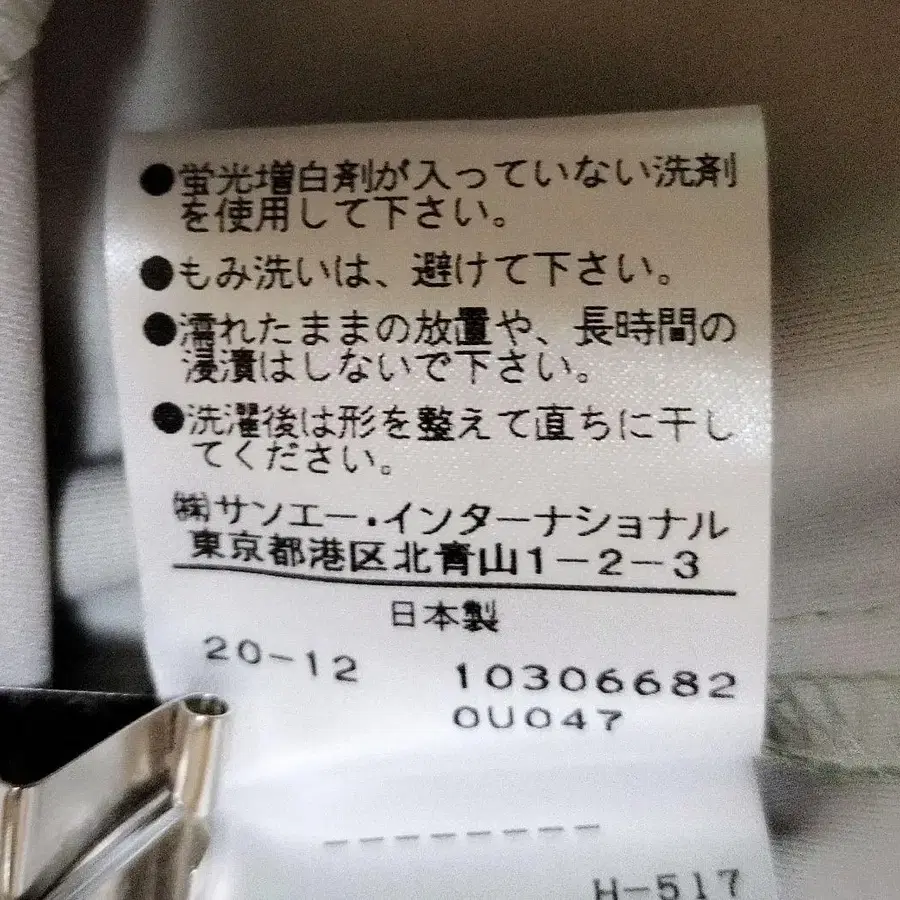 ●蛍光増白剤が入っていない洗剤
を使用して下さい。
●もみ洗いは、避けて下さい。
●濡れたままの放置や、長時間の
浸漬はしないで下さい。
●洗濯後は形を整えて直ちに干し
てください。
㈱サンエー・インターナショナル
東京都港区北青山1-2-3
日本製
20-12 10306682
0U047
--------
H-517